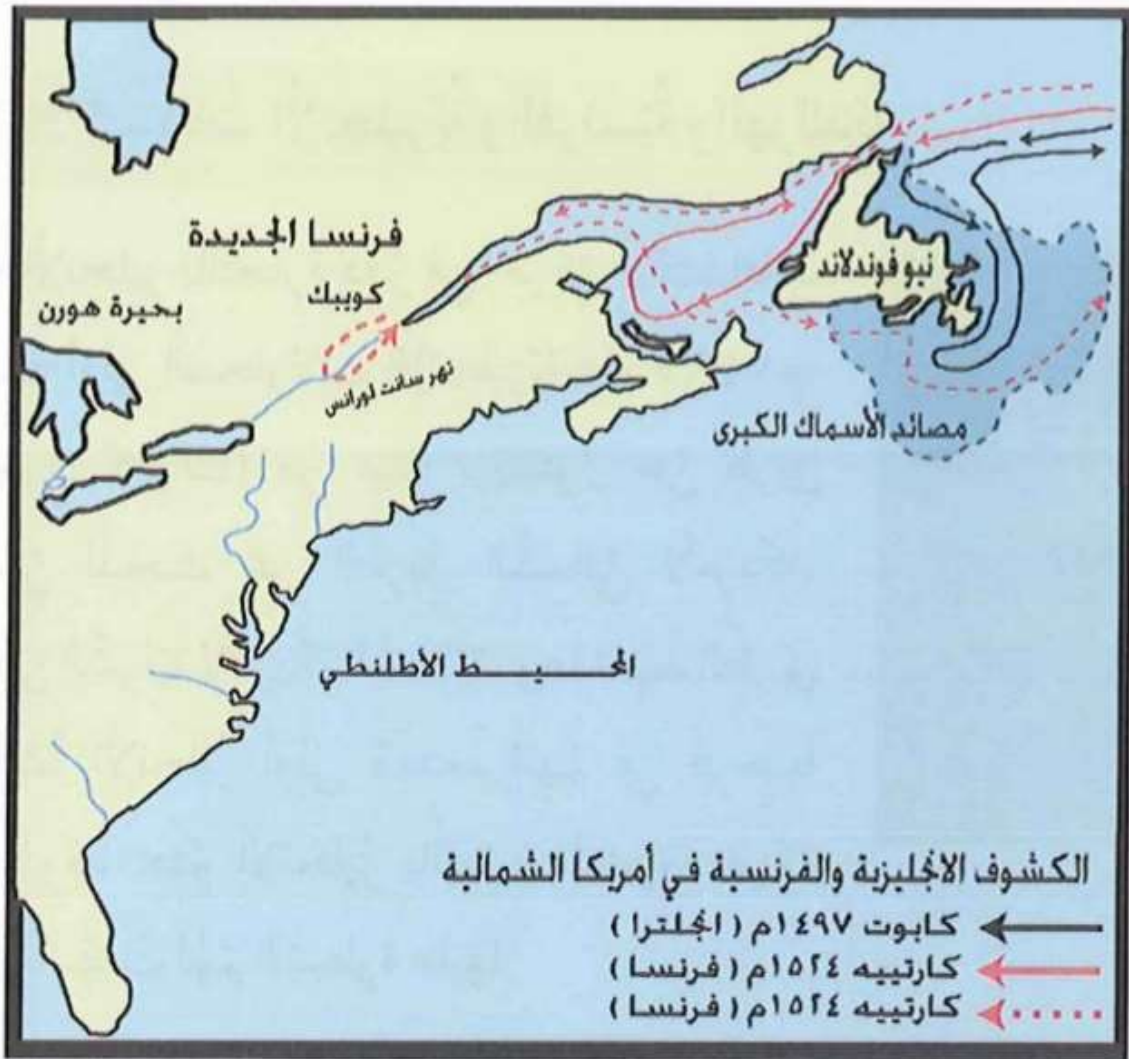 فرنسا الجديدة
كويبك
بحيرة هورن
نهر سانت لورانس
نيو فوندلاند
مصائد الأسماك الكبرى
المحيـــط الأطلنطي
الكشوف الانجليزية والفرنسية في أمريكا الشمالية
كابوت ١٤٩٧م ( انجلترا )
كارتييه ١٥٢٤م ( فرنسا )
كارتييه ١٥٢٤م ( فرنسا )